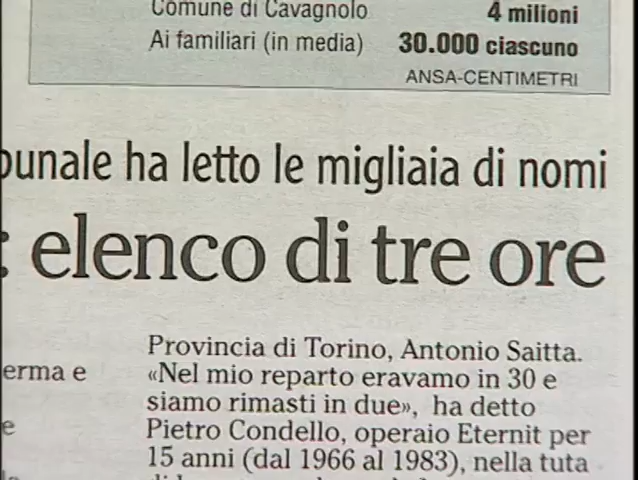 Comune di Cavagnolo 4 milioni
Ai familiari (in media) 30.000 ciascuno
ANSA-CENTIMETRI
ha letto le migliaia di nomi
: elenco di tre ore
Provincia di Torino, Antonio Saitta.
erma e «Nel mio reparto eravamo in 30 e
siamo rimasti in due», ha detto
e Pietro Condello, operaio Eternit per
15 anni (dal 1966 al 1983), nella tuta